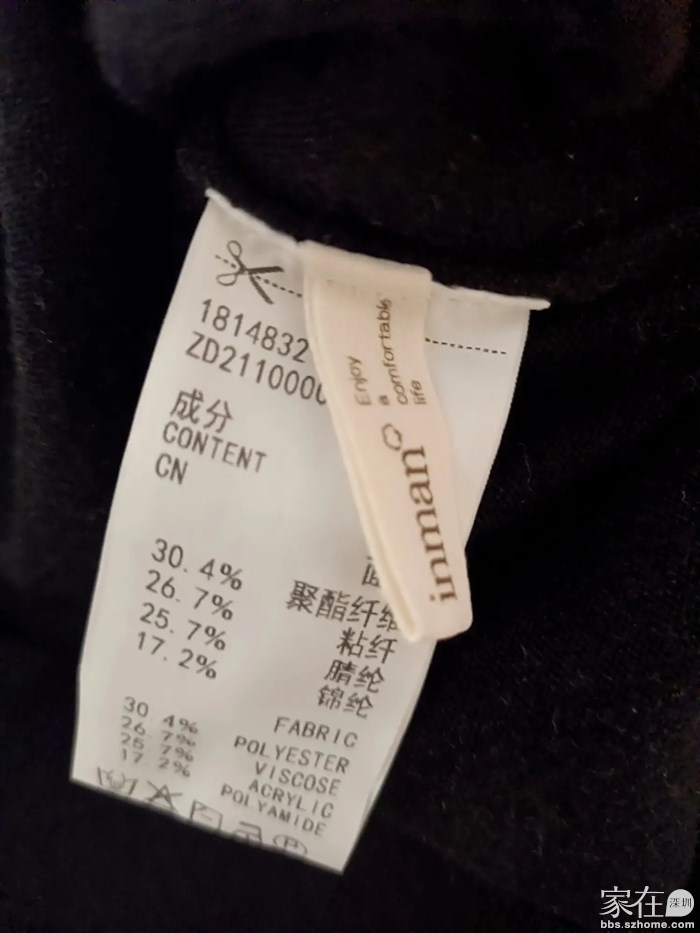 1814832
ZD2110000
成分
CONTENT
CN
30.4%
26.7% 聚酯纤维
25.7% 粘纤
17.2% 腈纶
锦纶
FABRIC
30.4% POLYESTER
26.7% VISCOSE
25.7% ACRYLIC
17.2% POLYAMIDE
Enjoy
a comfortable
life
inman
家在深圳
bbs.szhome.com